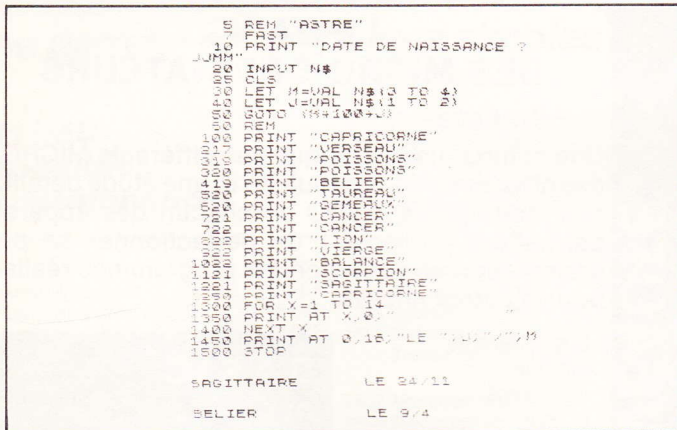 5 REM "ASTRE"
7 FAST
10 PRINT "DATE DE NAISSANCE ?
JJMM"
20 INPUT N$
25 CLS
30 LET M=VAL N$(3 TO 4)
40 LET J=VAL N$(1 TO 2)
50 GOTO (M*100+J)
REM
100 PRINT "CAPRICORNE"
217 PRINT "VERSEAU"
319 PRINT "POISSONS"
320 PRINT "POISSONS"
419 PRINT "BELIER"
520 PRINT "TAUREAU"
620 PRINT "GEMEAUX"
721 PRINT "CANCER"
722 PRINT "CANCER"
822 PRINT "LION"
922 PRINT "VIERGE"
1022 PRINT "BALANCE"
1121 PRINT "SCORPION"
1221 PRINT "SAGITTAIRE"
1250 PRINT "CAPRICORNE"
1300 FOR X=1 TO 14
1350 PRINT AT X,0;" "
1400 NEXT X
1450 PRINT AT 0,16;"LE ";J;"/";M
1500 STOP
SAGITTAIRE LE 24/11
BELIER LE 9/4